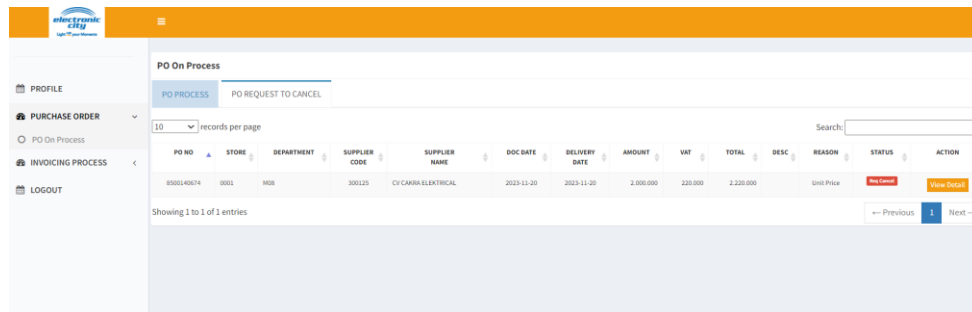 electronic
city
PO On Process
PROFILE
PO PROCESS
PO REQUEST TO CANCEL
PURCHASE ORDER
10 records per page
Search:
PO On Process
PO NO STORE DEPARTMENT SUPPLIER CODE SUPPLIER NAME DOC DATE DELIVERY DATE AMOUNT VAT TOTAL DESC REASON STATUS ACTION
INVOICING PROCESS
8500140674 0001 M08 300125 CV CAKRA ELEKTRICAL 2023-11-20 2023-11-20 2.000.000 220.000 2.220.000 Unit Price Req Cancel View Detail
LOGOUT
Showing 1 to 1 of 1 entries
← Previous 1 Next